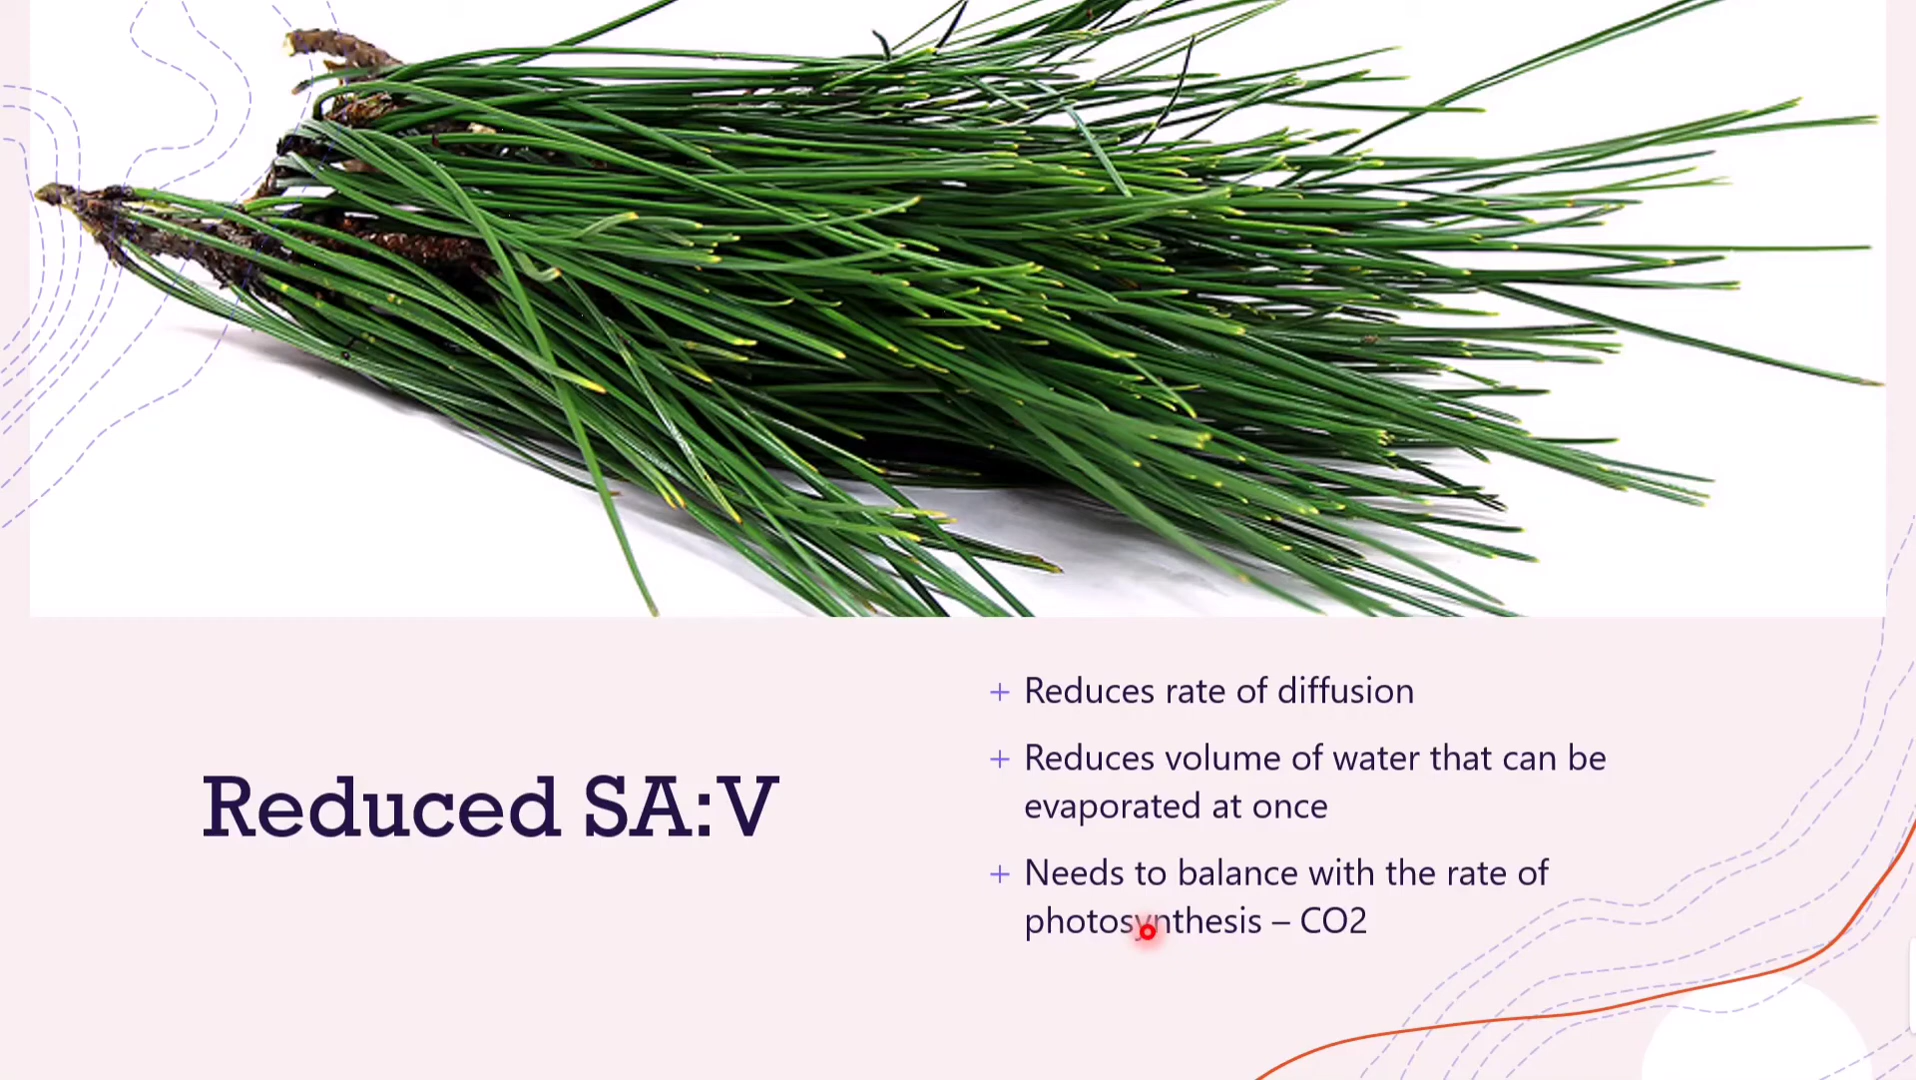 Reduced SA:V
+ Reduces rate of diffusion
+ Reduces volume of water that can be
evaporated at once
+ Needs to balance with the rate of
photosynthesis – CO2